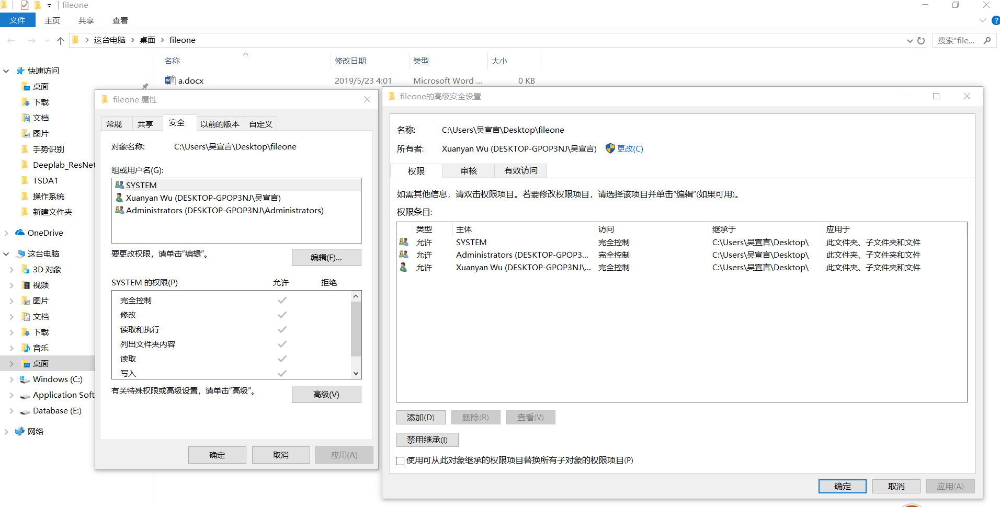 fileone
文件 主页 共享 查看
这台电脑 桌面 fileone
搜索"file...
名称 修改日期 类型 大小
a.docx 2019/5/23 4:01 Microsoft Word ... 0 KB
快速访问
桌面
下载
文档
图片
手势识别
Deeplab_ResNet
TSDA1
操作系统
新建文件夹
OneDrive
这台电脑
3D 对象
视频
图片
文档
下载
音乐
桌面
Windows (C:)
Application Soft
Database (E:)
网络
fileone 属性
常规 共享 安全 以前的版本 自定义
对象名称: C:\Users\吴宣言\Desktop\fileone
组或用户名(G):
SYSTEM
Xuanyan Wu (DESKTOP-GPOP3NJ\吴宣言)
Administrators (DESKTOP-GPOP3NJ\Administrators)
要更改权限，请单击"编辑"。
编辑(E)...
SYSTEM 的权限(P) 允许 拒绝
完全控制
修改
读取和执行
列出文件夹内容
读取
写入
有关特殊权限或高级设置，请单击"高级"。
高级(V)
确定 取消 应用(A)
fileone的高级安全设置
名称: C:\Users\吴宣言\Desktop\fileone
所有者: Xuanyan Wu (DESKTOP-GPOP3NJ\吴宣言) 更改(C)
权限 审核 有效访问
如需其他信息，请双击权限项目。若要修改权限项目，请选择该项目并单击"编辑"(如果可用)。
权限条目:
类型 主体 访问 继承于 应用于
允许 SYSTEM 完全控制 C:\Users\吴宣言\Desktop\ 此文件夹、子文件夹和文件
允许 Administrators (DESKTOP-GPOP3... 完全控制 C:\Users\吴宣言\Desktop\ 此文件夹、子文件夹和文件
允许 Xuanyan Wu (DESKTOP-GPOP3NJ\... 完全控制 C:\Users\吴宣言\Desktop\ 此文件夹、子文件夹和文件
添加(D) 删除(R) 查看(V)
禁用继承(I)
使用可从此对象继承的权限项目替换所有子对象的权限项目(P)
确定 取消 应用(A)